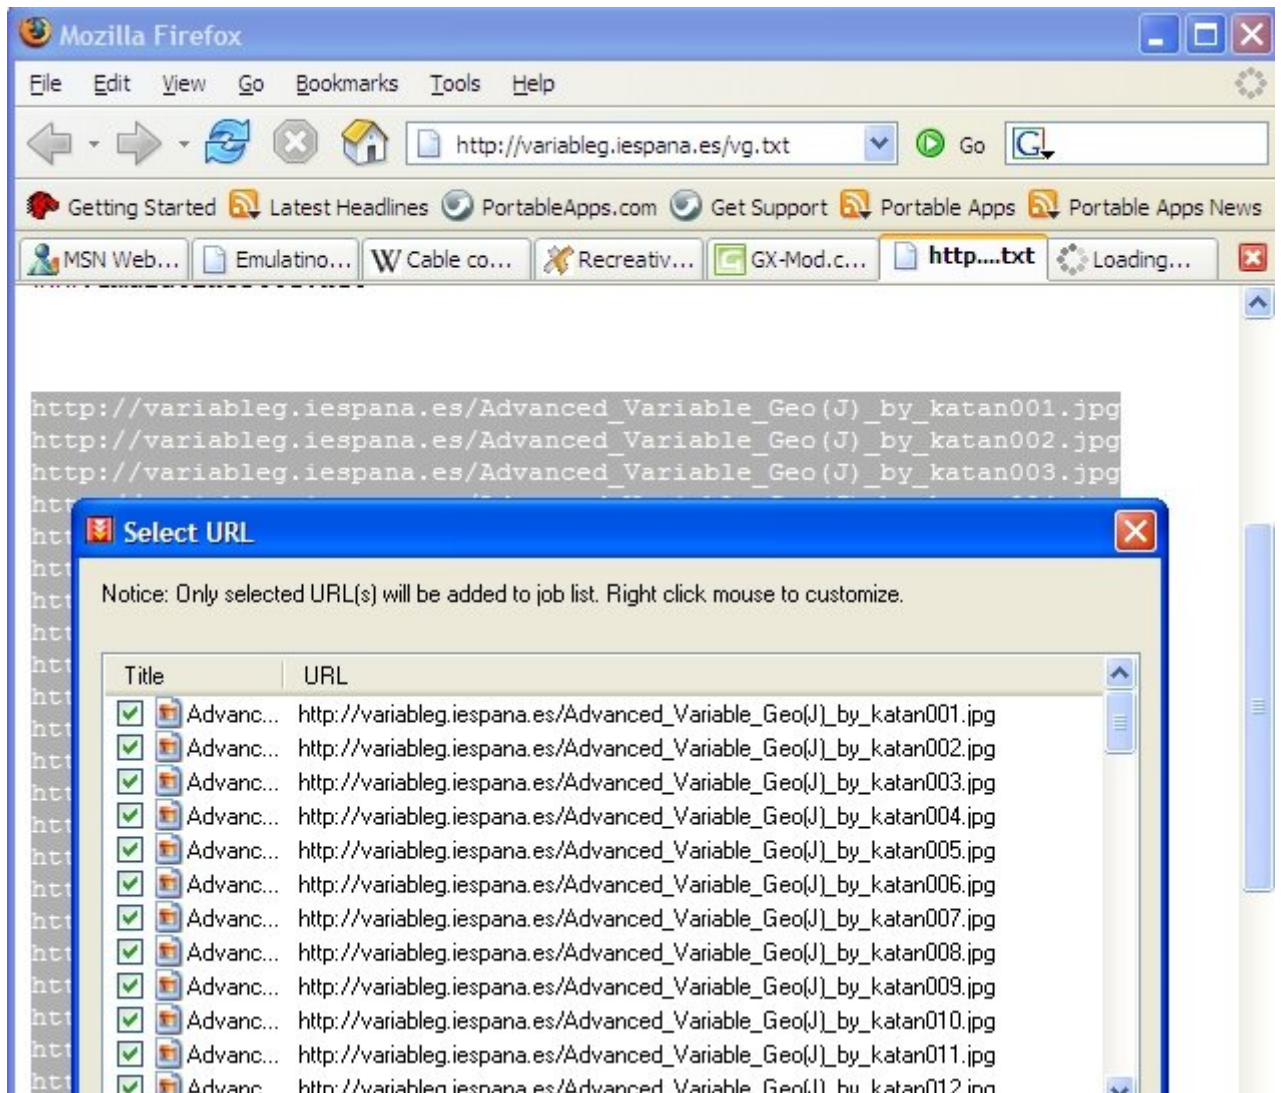 Mozilla Firefox
File Edit View Go Bookmarks Tools Help
http://variableg.iespana.es/vg.txt Go G
Getting Started Latest Headlines PortableApps.com Get Support Portable Apps Portable Apps News
MSN Web... Emulatino... W Cable co... Recreativ... GX-Mod.c... http....txt Loading...
http://variableg.iespana.es/Advanced_Variable_Geo(J)_by_katan001.jpg
http://variableg.iespana.es/Advanced_Variable_Geo(J)_by_katan002.jpg
http://variableg.iespana.es/Advanced_Variable_Geo(J)_by_katan003.jpg
Select URL
Notice: Only selected URL(s) will be added to job list. Right click mouse to customize.
Title URL
Advanc... http://variableg.iespana.es/Advanced_Variable_Geo(J)_by_katan001.jpg
Advanc... http://variableg.iespana.es/Advanced_Variable_Geo(J)_by_katan002.jpg
Advanc... http://variableg.iespana.es/Advanced_Variable_Geo(J)_by_katan003.jpg
Advanc... http://variableg.iespana.es/Advanced_Variable_Geo(J)_by_katan004.jpg
Advanc... http://variableg.iespana.es/Advanced_Variable_Geo(J)_by_katan005.jpg
Advanc... http://variableg.iespana.es/Advanced_Variable_Geo(J)_by_katan006.jpg
Advanc... http://variableg.iespana.es/Advanced_Variable_Geo(J)_by_katan007.jpg
Advanc... http://variableg.iespana.es/Advanced_Variable_Geo(J)_by_katan008.jpg
Advanc... http://variableg.iespana.es/Advanced_Variable_Geo(J)_by_katan009.jpg
Advanc... http://variableg.iespana.es/Advanced_Variable_Geo(J)_by_katan010.jpg
Advanc... http://variableg.iespana.es/Advanced_Variable_Geo(J)_by_katan011.jpg
Advanc... http://variableg.iespana.es/Advanced_Variable_Geo(J)_by_katan012.jpg